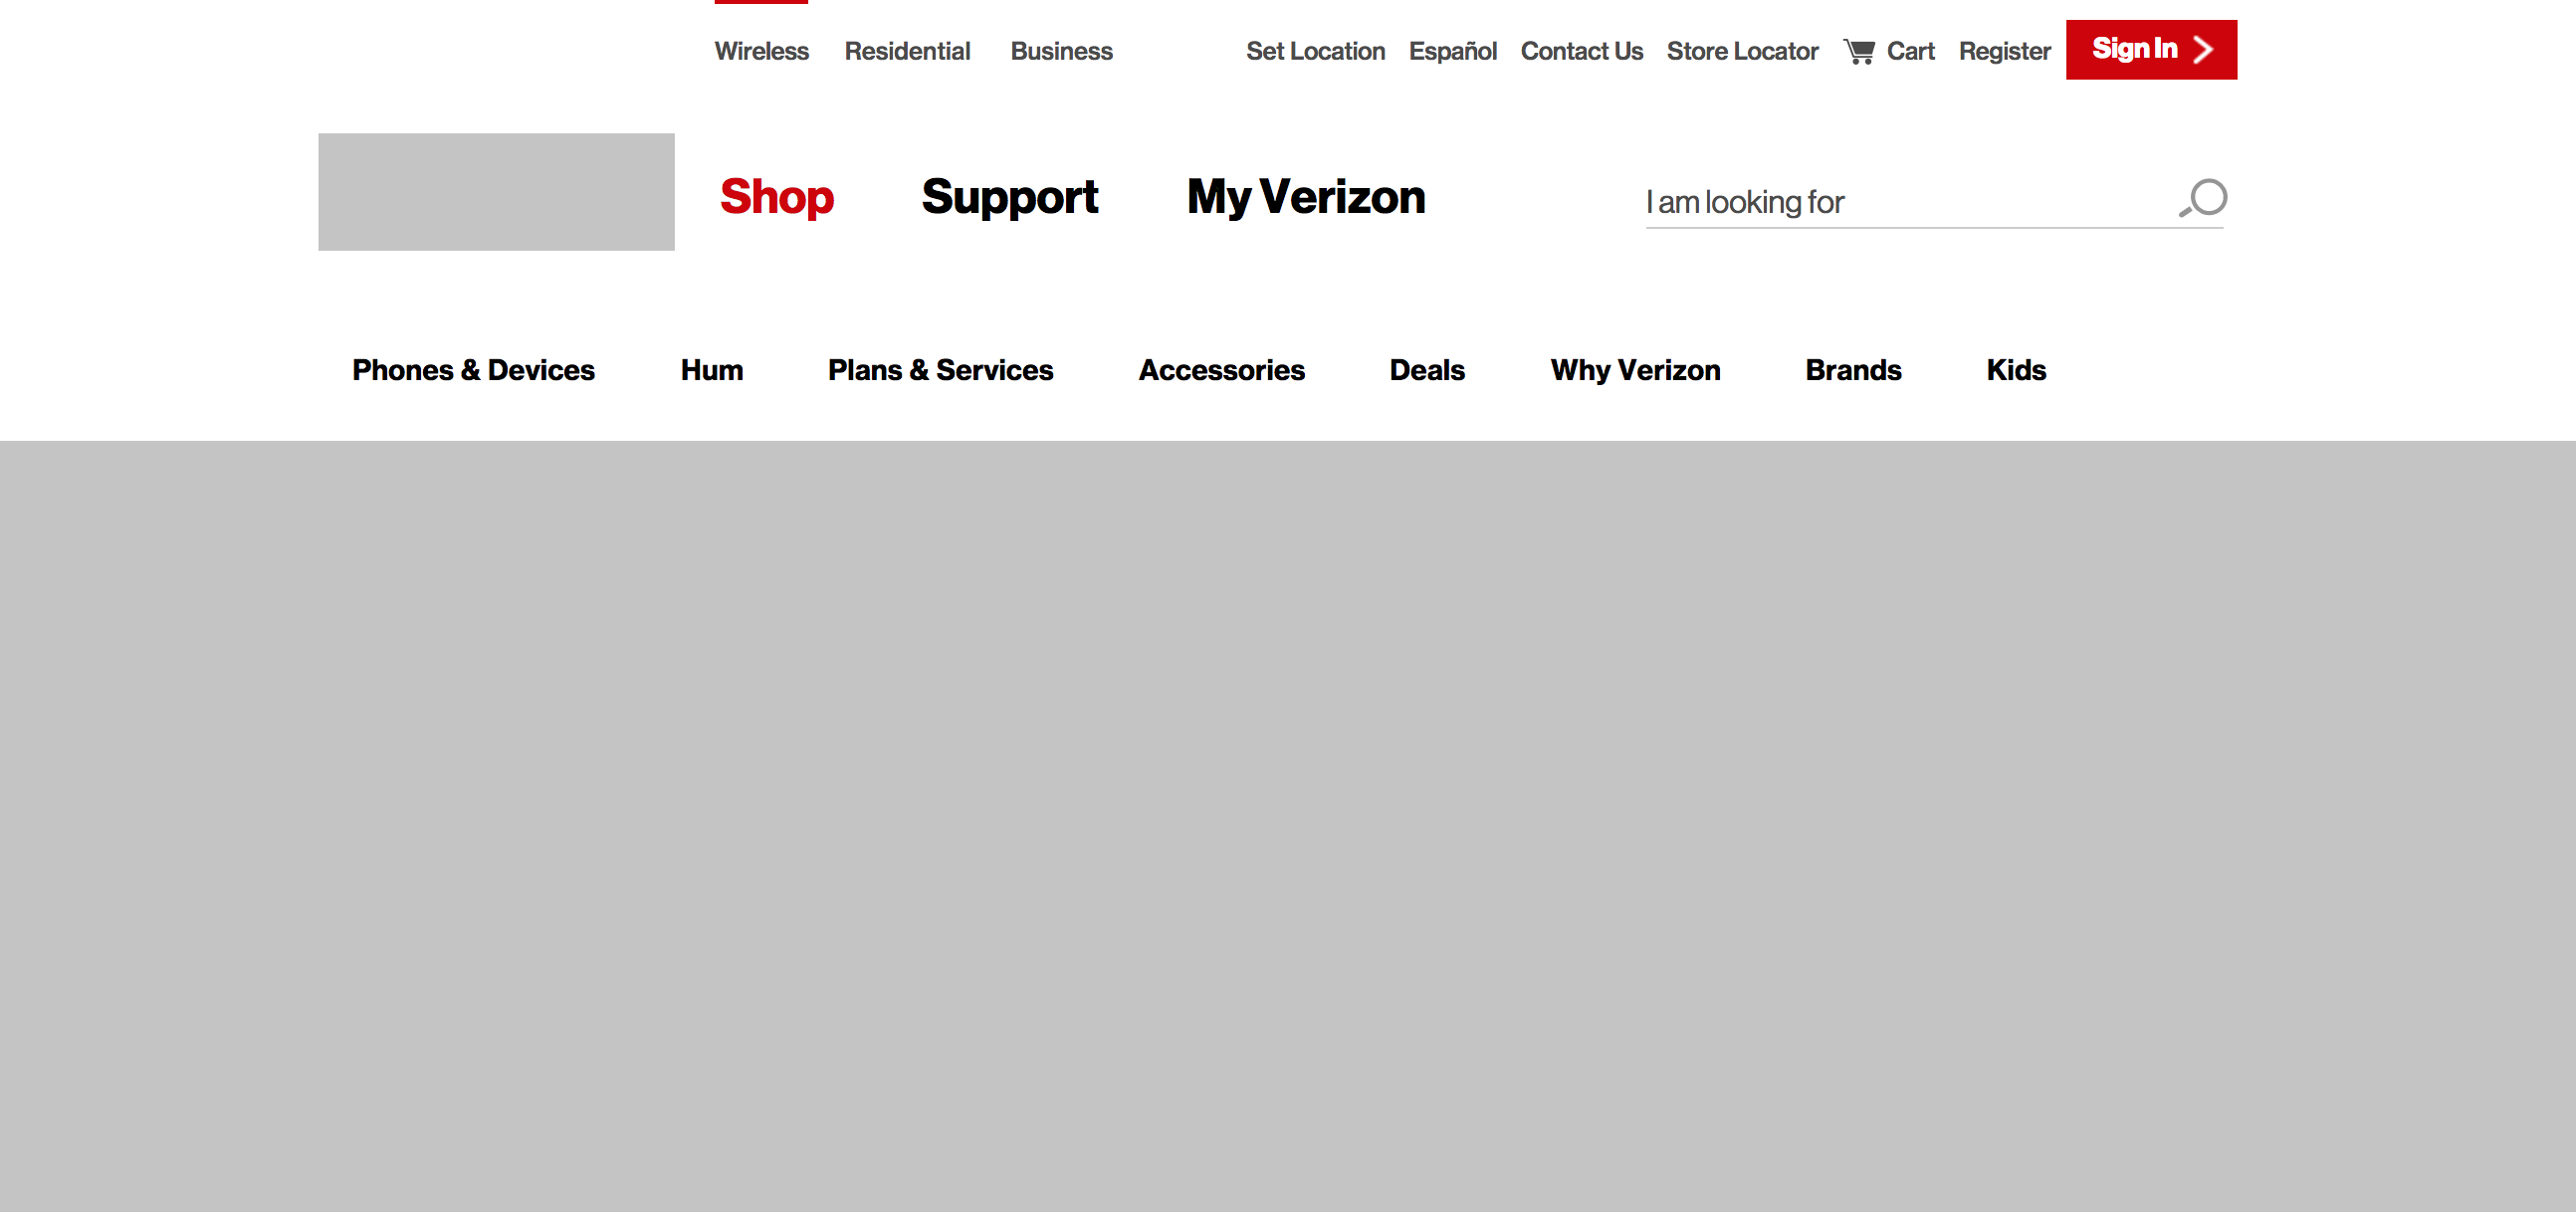 Wireless Residential Business Set Location Español Contact Us Store Locator Cart Register Sign In
Shop Support My Verizon I am looking for
Phones & Devices Hum Plans & Services Accessories Deals Why Verizon Brands Kids